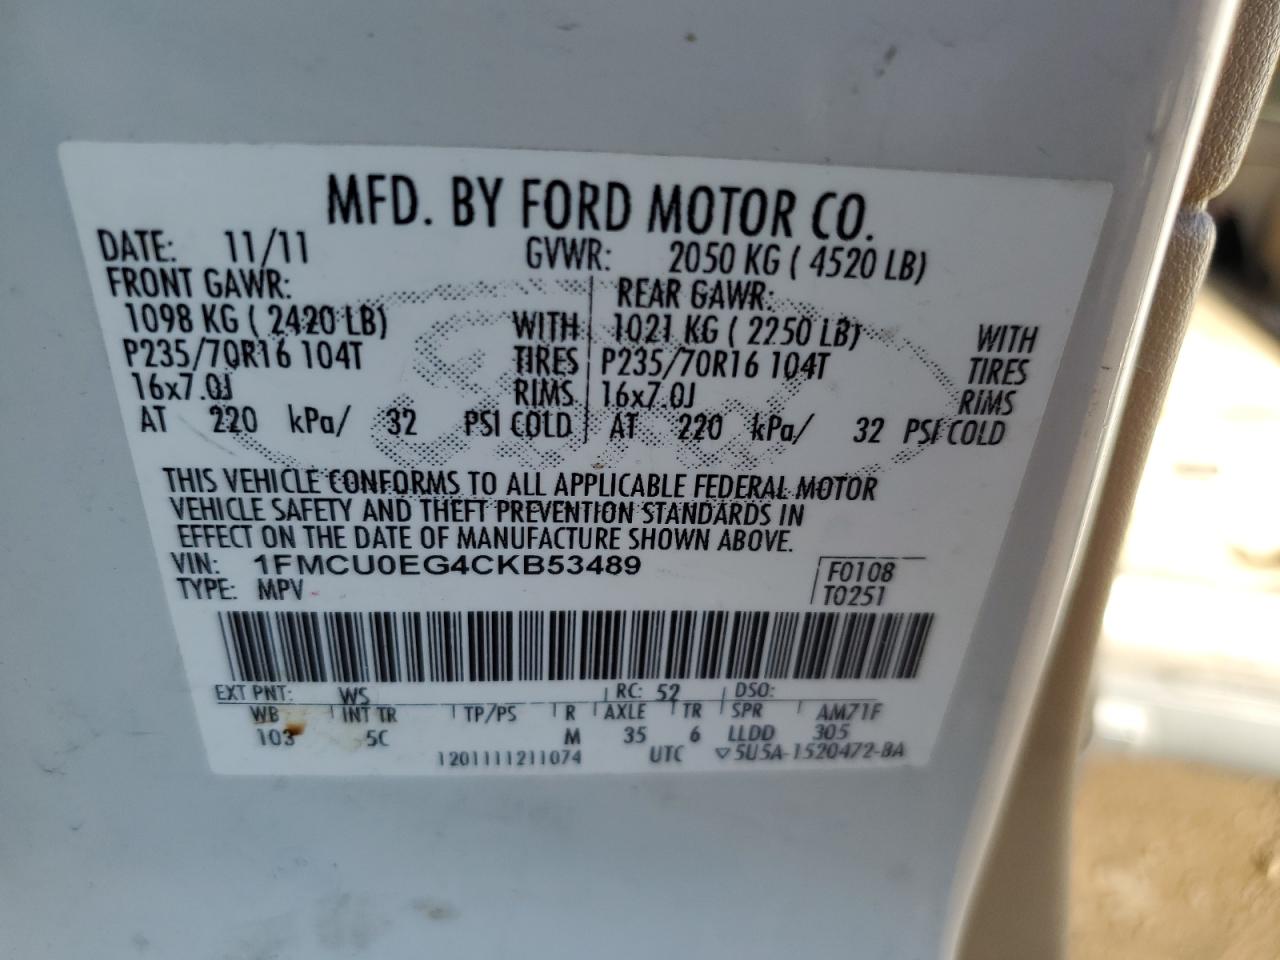 MFD. BY FORD MOTOR CO.
DATE: 11/11 GVWR: 2050 KG ( 4520 LB)
FRONT GAWR: REAR GAWR:
1098 KG ( 2420 LB) WITH 1021 KG ( 2250 LB) WITH
P235/70R16 104T TIRES P235/70R16 104T TIRES
16x7.0J RIMS 16x7.0J RIMS
AT 220 kPa/ 32 PSI COLD AT 220 kPa/ 32 PSI COLD
THIS VEHICLE CONFORMS TO ALL APPLICABLE FEDERAL MOTOR
VEHICLE SAFETY AND THEFT PREVENTION STANDARDS IN
EFFECT ON THE DATE OF MANUFACTURE SHOWN ABOVE.
VIN: 1FMCU0EG4CKB53489 F0108
TYPE: MPV T0251
EXT PNT: WS RC: 52 DSO:
WB INT TR TP/PS R AXLE TR SPR AM71F
103 5C M 35 6 LLDD 305
1201111211074 UTC ▽5U5A-1520472-BA